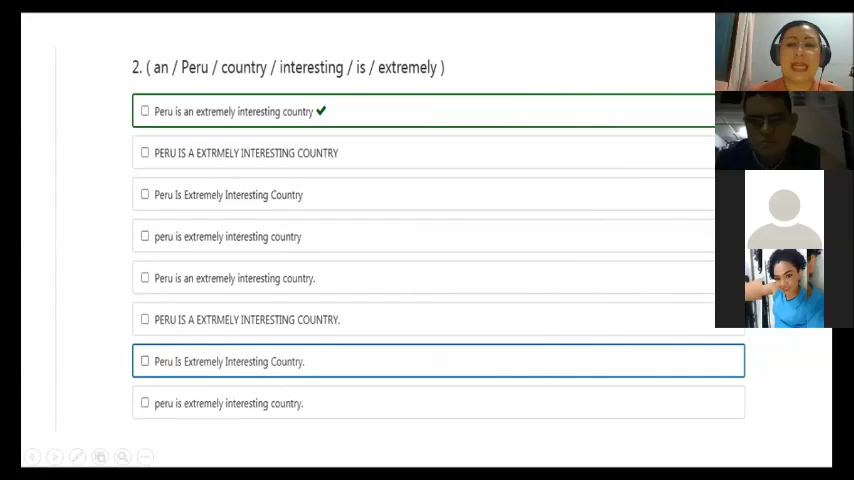 2. ( an / Peru / country / interesting / is / extremely )
Peru is an extremely interesting country
PERU IS A EXTRMELY INTERESTING COUNTRY
Peru Is Extremely Interesting Country
peru is extremely interesting country
Peru is an extremely interesting country.
PERU IS A EXTRMELY INTERESTING COUNTRY.
Peru Is Extremely Interesting Country.
peru is extremely interesting country.